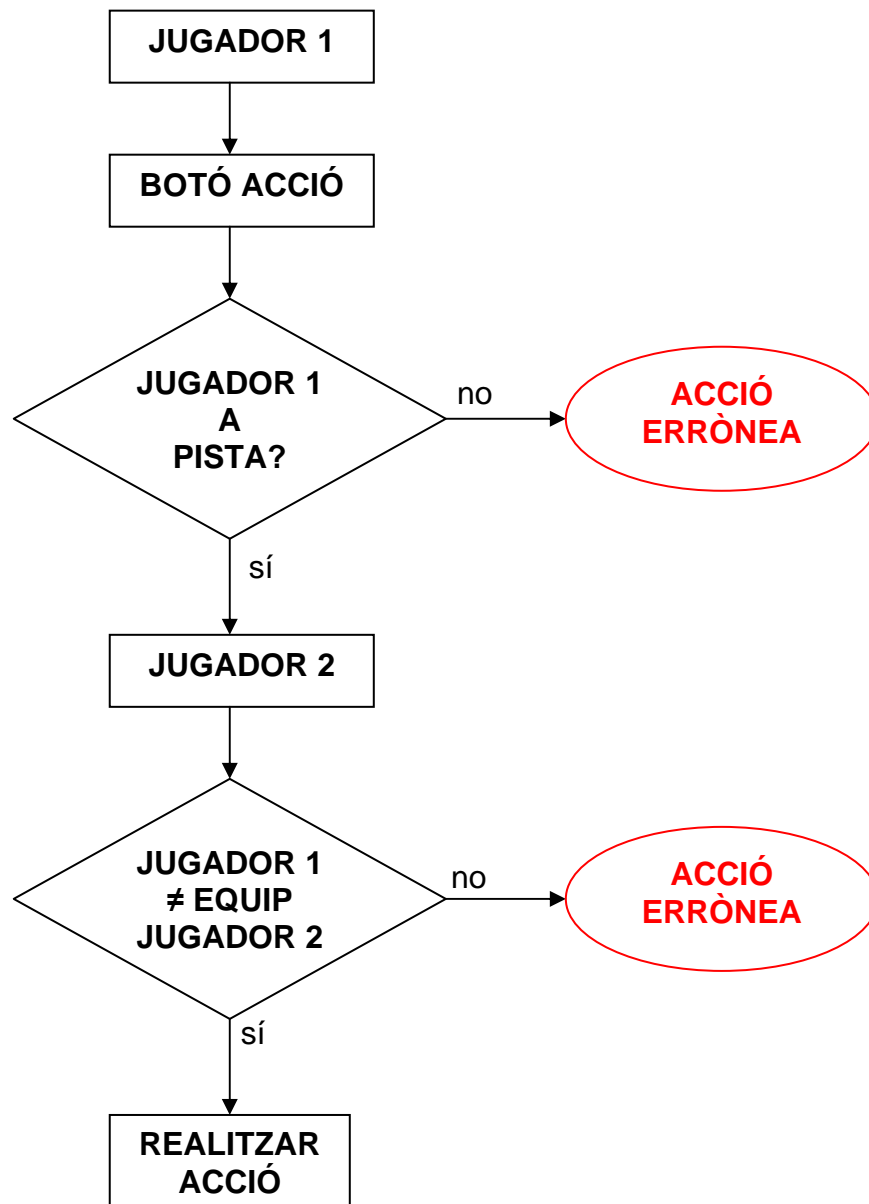 JUGADOR 1
BOTÓ ACCIÓ
JUGADOR 1
A
PISTA?
no
ACCIÓ
ERRÒNEA
sí
JUGADOR 2
JUGADOR 1
≠ EQUIP
JUGADOR 2
no
ACCIÓ
ERRÒNEA
sí
REALITZAR
ACCIÓ